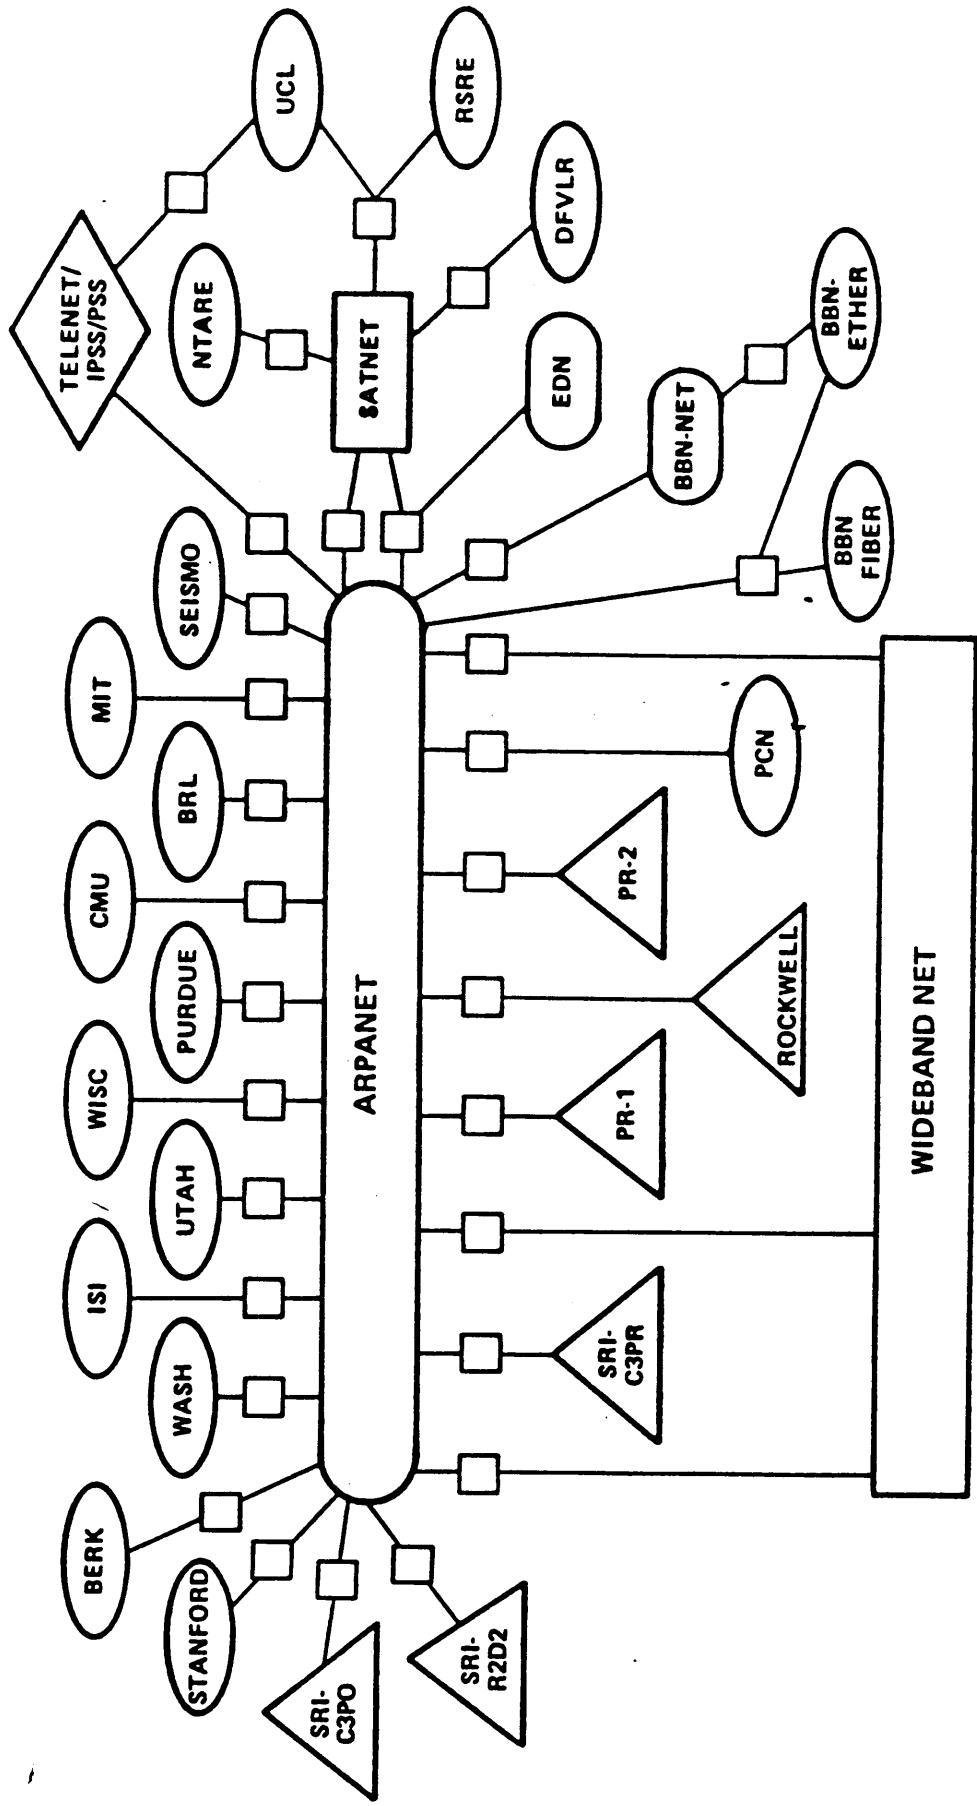 TELENET/
IPSS/PSS
UCL
RSRE
NTARE
SATNET
DFVLR
EDN
BBN-NET
BBN-
ETHER
BBN
FIBER
SEISMO
MIT
BRL
CMU
PURDUE
WISC
UTAH
ISI
WASH
BERK
STANFORD
SRI-
C3PO
SRI-
R2D2
ARPANET
SRI-
C3PR
PR-1
ROCKWELL
PR-2
PCN
WIDEBAND NET